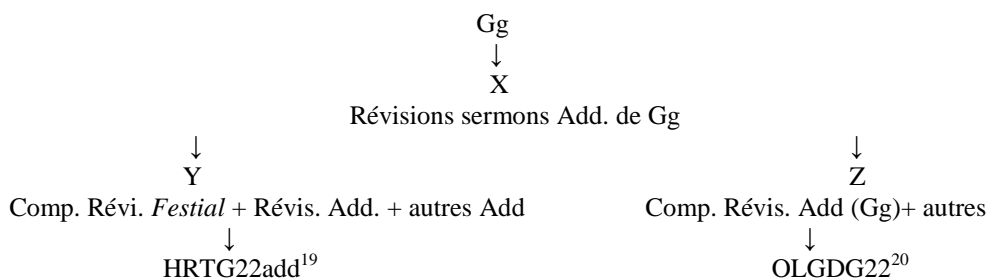 Gg
↓
X
Révisions sermons Add. de Gg
↓ ↓
Y Z
Comp. Révi. Festial + Révis. Add. + autres Add Comp. Révis. Add (Gg)+ autres
↓ ↓
HRTG22add¹⁹ OLGDG22²⁰